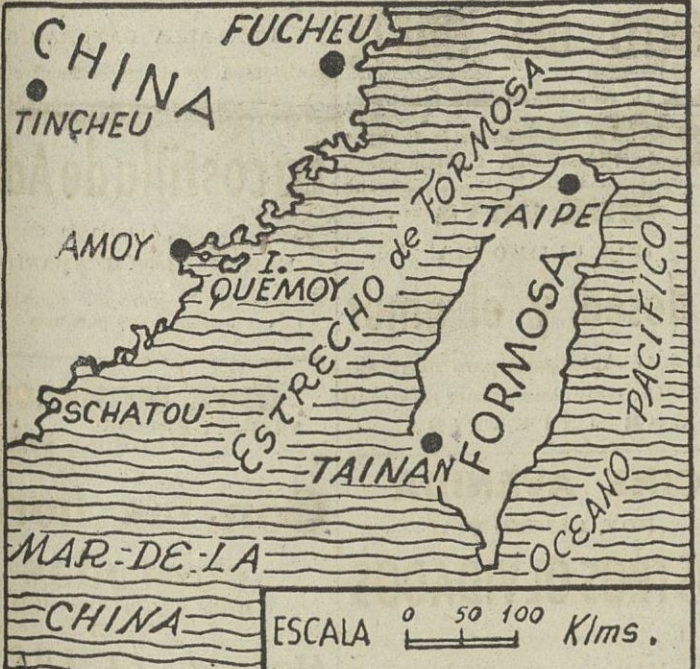 CHINA
FUCHEU
TINCHEU
ESTRECHO de FORMOSA
TAIPE
AMOY
I.
QUEMOY
FORMOSA
OCEANO PACIFICO
SCHATOU
TAINAN
MAR-DE-LA
CHINA
ESCALA 0 50 100 Klms.